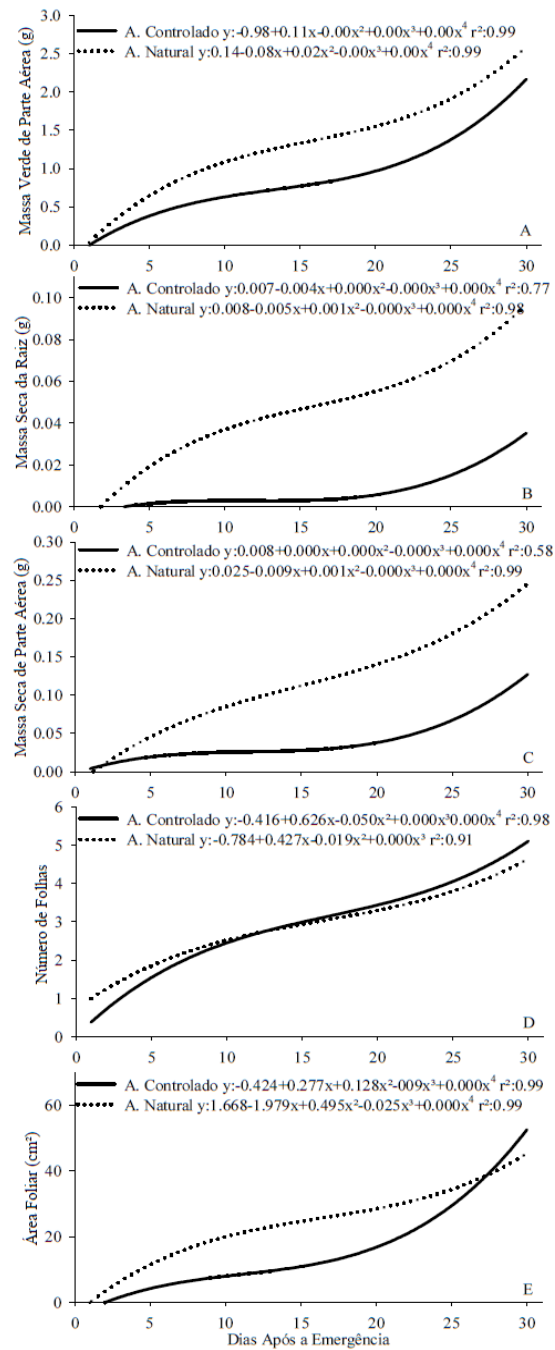 A. Controlado y:-0.98+0.11x-0.00x²+0.00x³+0.00x⁴ r²:0.99
A. Natural y:0.14-0.08x+0.02x²-0.00x³+0.00x⁴ r²:0.99
Massa Verde de Parte Aérea (g)
3.0
2.5
2.0
1.5
1.0
0.5
0.0
A
0 5 10 15 20 25 30
A. Controlado y:0.007-0.004x+0.000x²-0.000x³+0.000x⁴ r²:0.77
A. Natural y:0.008-0.005x+0.001x²-0.000x³+0.000x⁴ r²:0.98
Massa Seca da Raiz (g)
0.10
0.08
0.06
0.04
0.02
0.00
B
0 5 10 15 20 25 30
A. Controlado y:0.008+0.000x+0.000x²-0.000x³+0.000x⁴ r²:0.58
A. Natural y:0.025-0.009x+0.001x²-0.000x³+0.000x⁴ r²:0.99
Massa Seca de Parte Aérea (g)
0.30
0.25
0.20
0.15
0.10
0.05
0.00
C
0 5 10 15 20 25 30
A. Controlado y:-0.416+0.626x-0.050x²+0.000x³0.000x⁴ r²:0.98
A. Natural y:-0.784+0.427x-0.019x²+0.000x³ r²:0.91
Número de Folhas
6
5
4
3
2
1
0
D
0 5 10 15 20 25 30
A. Controlado y:-0.424+0.277x+0.128x²-009x³+0.000x⁴ r²:0.99
A. Natural y:1.668-1.979x+0.495x²-0.025x³+0.000x⁴ r²:0.99
Área Foliar (cm²)
60
40
20
0
E
0 5 10 15 20 25 30
Dias Após a Emergência